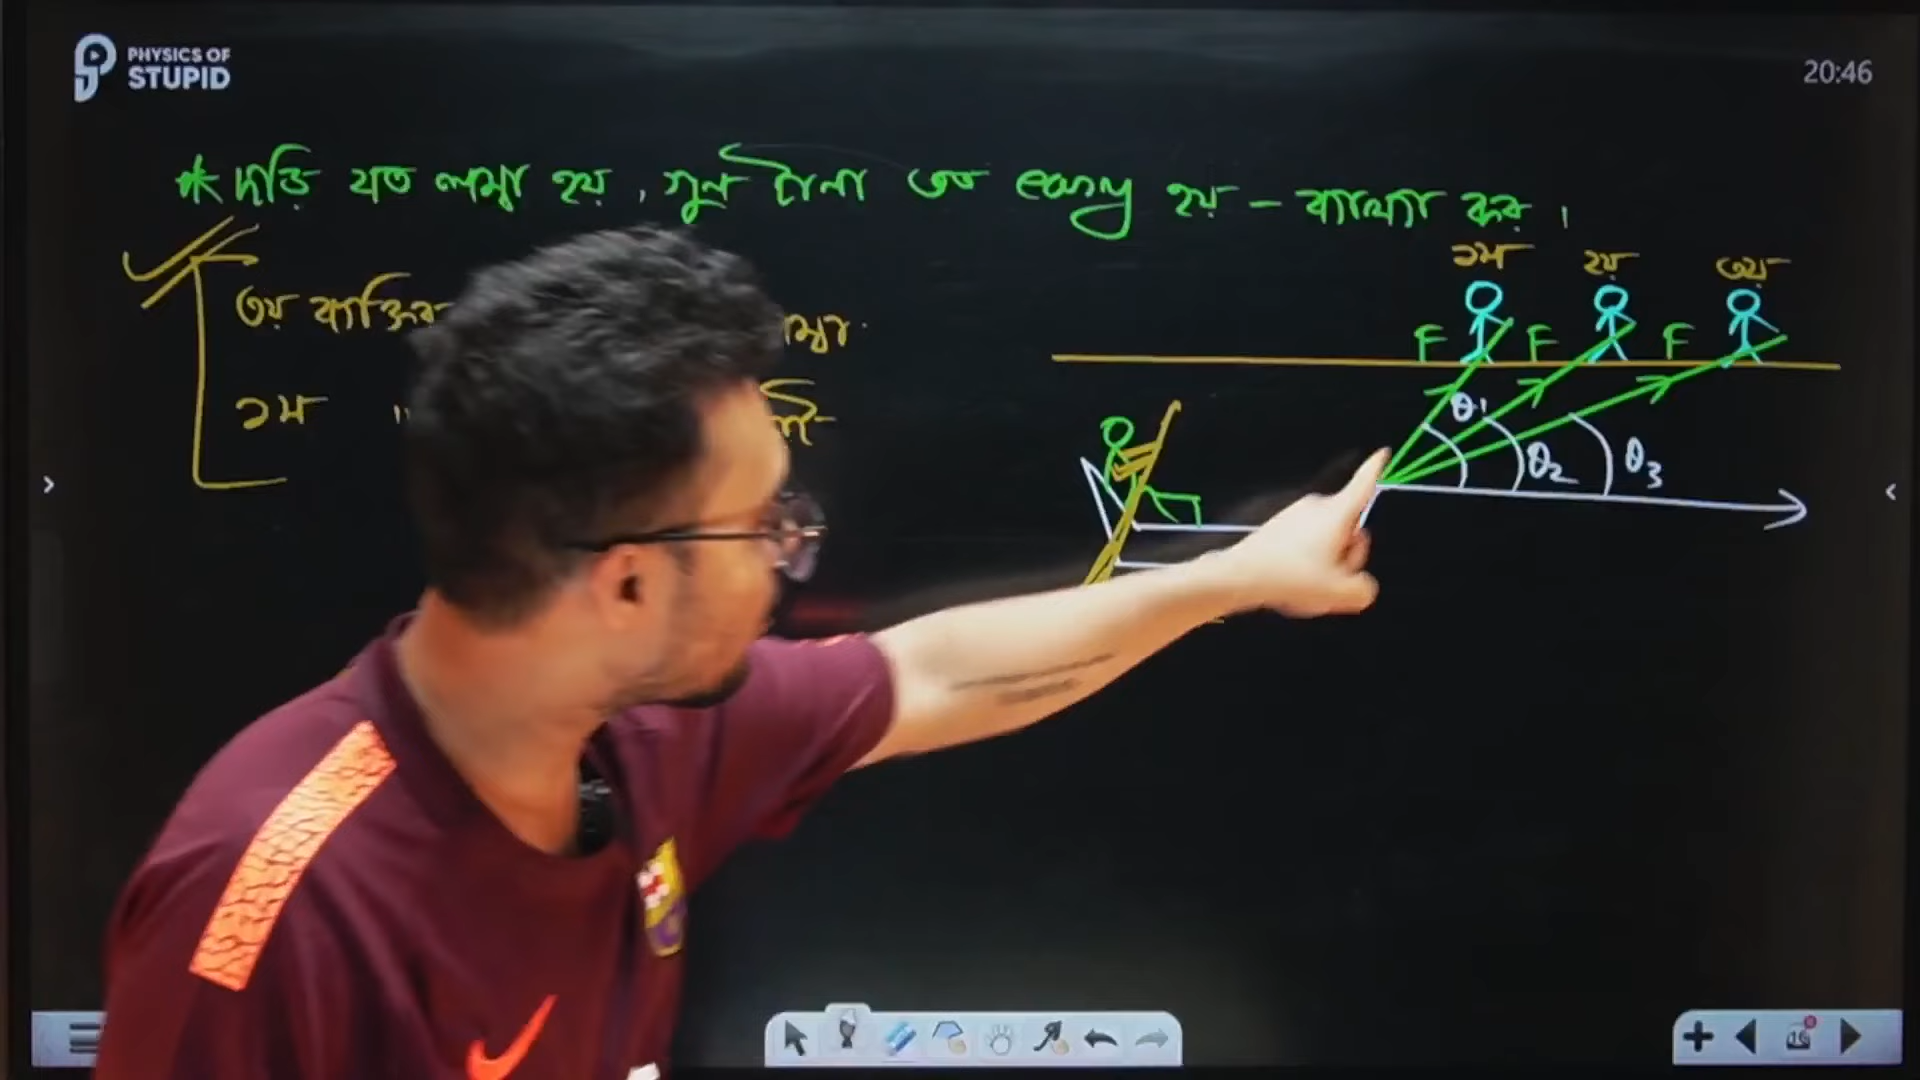 PHYSICS OF
STUPID
20:46
* দড়ি যত লম্বা হয়, গুন টানা তত easy হয় – ব্যাখ্যা কর।
১ম ২য় ৩য়
৩য় ব্যক্তির
লম্বা
F F F
১ম "
θ₁
θ₂ θ₃